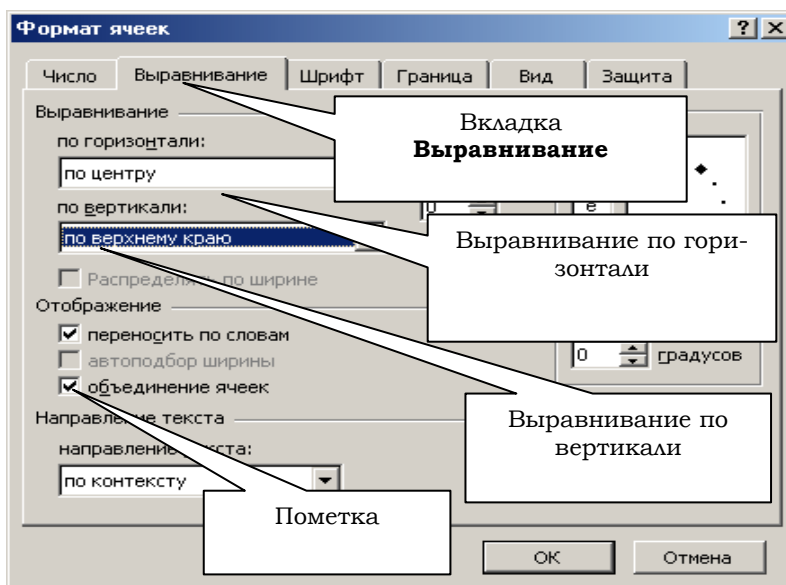 Формат ячеек
Число Выравнивание Шрифт Граница Вид Защита
Выравнивание
Вкладка
Выравнивание
по горизонтали:
по центру
по вертикали:
0
по верхнему краю
Выравнивание по гори-
зонтали
Распределять по ширине
Отображение
переносить по словам
автоподбор ширины
0 градусов
объединение ячеек
Направление текста
Выравнивание по
вертикали
направление текста:
по контексту
Пометка
ОК Отмена